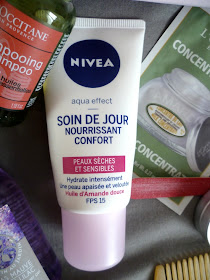 L'OCCITANE
NIVEA
aqua effect
SOIN DE JOUR
NOURRISSANT
CONFORT
PEAUX SÈCHES
ET SENSIBLES
Hydrate intensément
Une peau apaisée et veloutée
Huile d'Amande douce
FPS 15
CONCENTR